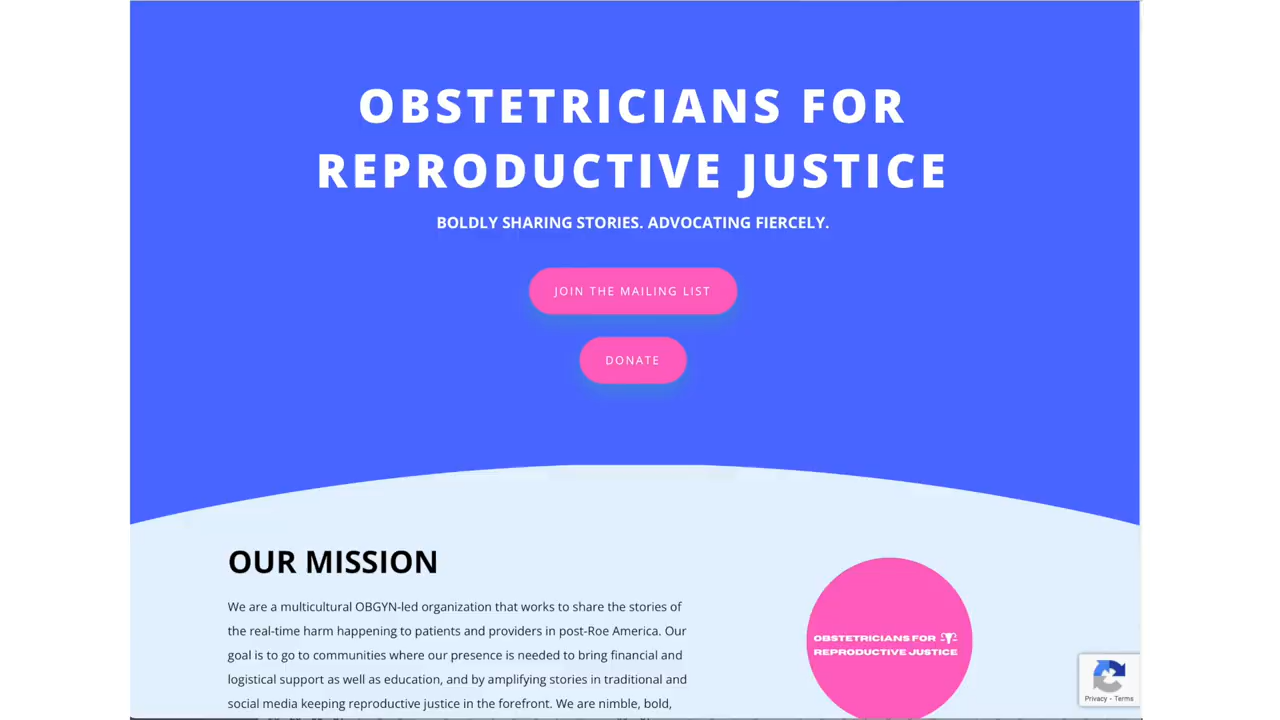 OBSTETRICIANS FOR
REPRODUCTIVE JUSTICE
BOLDLY SHARING STORIES. ADVOCATING FIERCELY.
JOIN THE MAILING LIST
DONATE
OUR MISSION
We are a multicultural OBGYN-led organization that works to share the stories of
the real-time harm happening to patients and providers in post-Roe America. Our
goal is to go to communities where our presence is needed to bring financial and
logistical support as well as education, and by amplifying stories in traditional and
social media keeping reproductive justice in the forefront. We are nimble, bold,
OBSTETRICIANS FOR
REPRODUCTIVE JUSTICE
Privacy - Terms